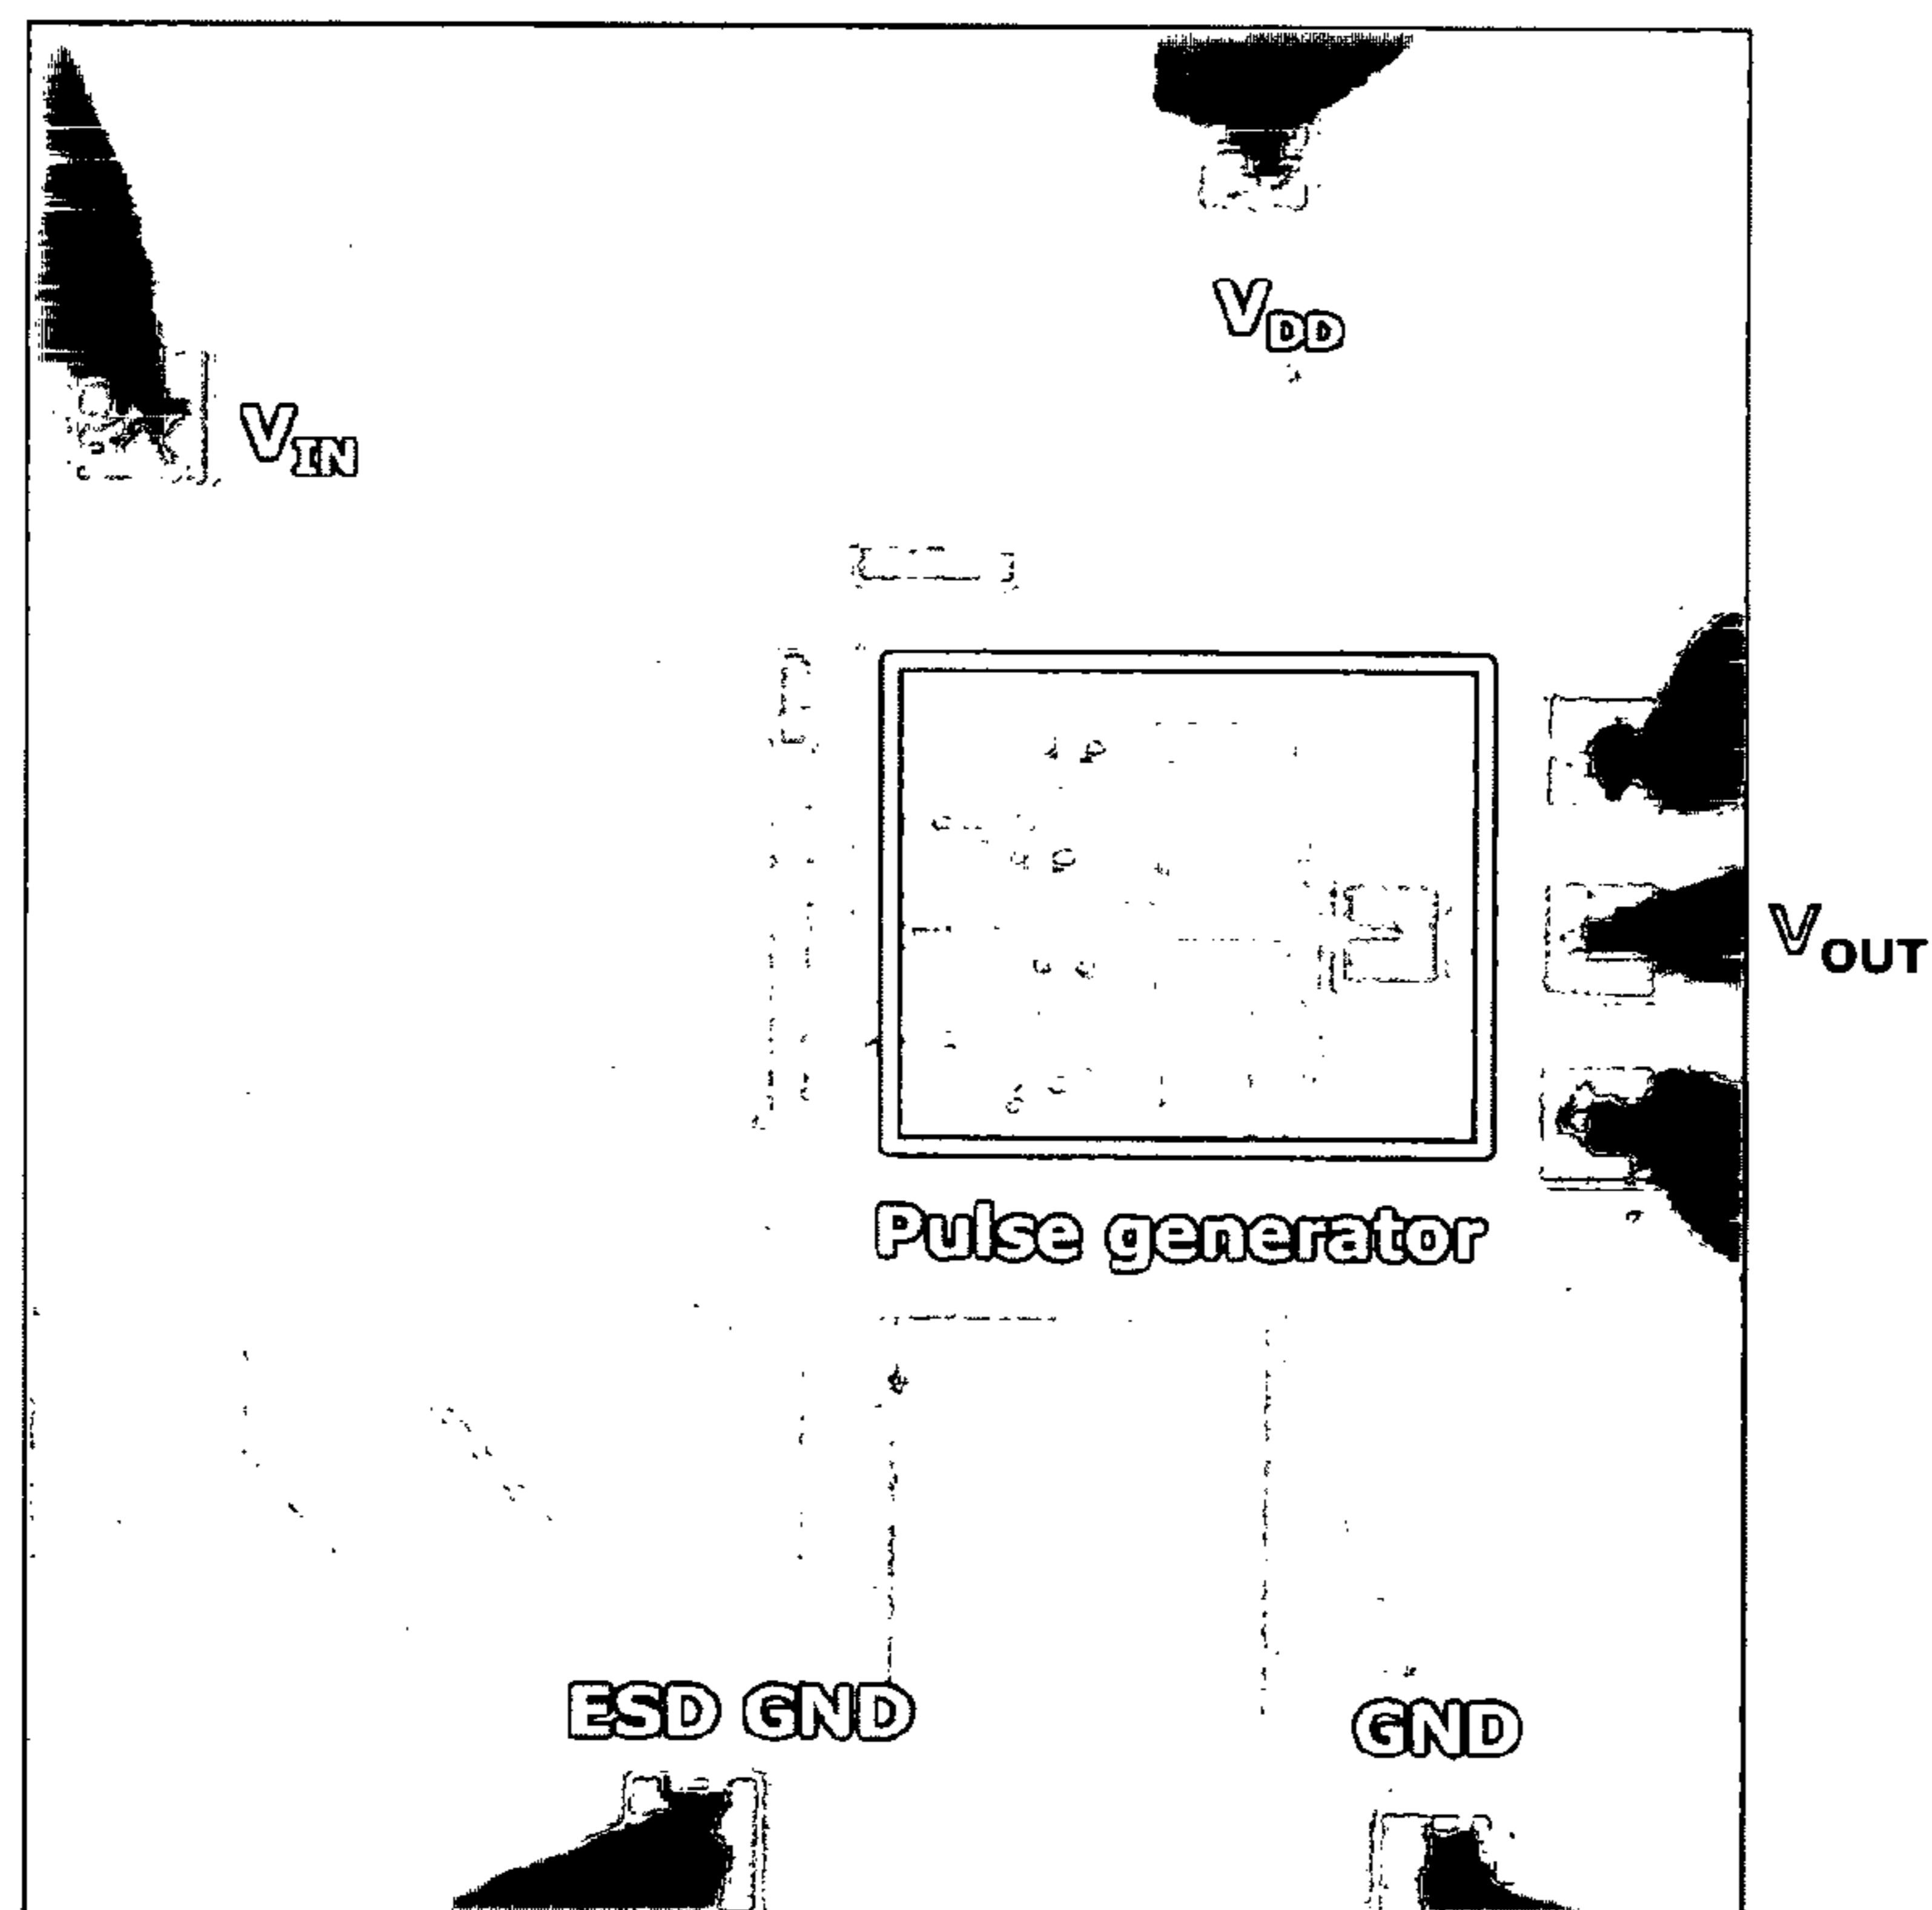 VDD
VIN
VOUT
Pulse generator
ESD GND
GND